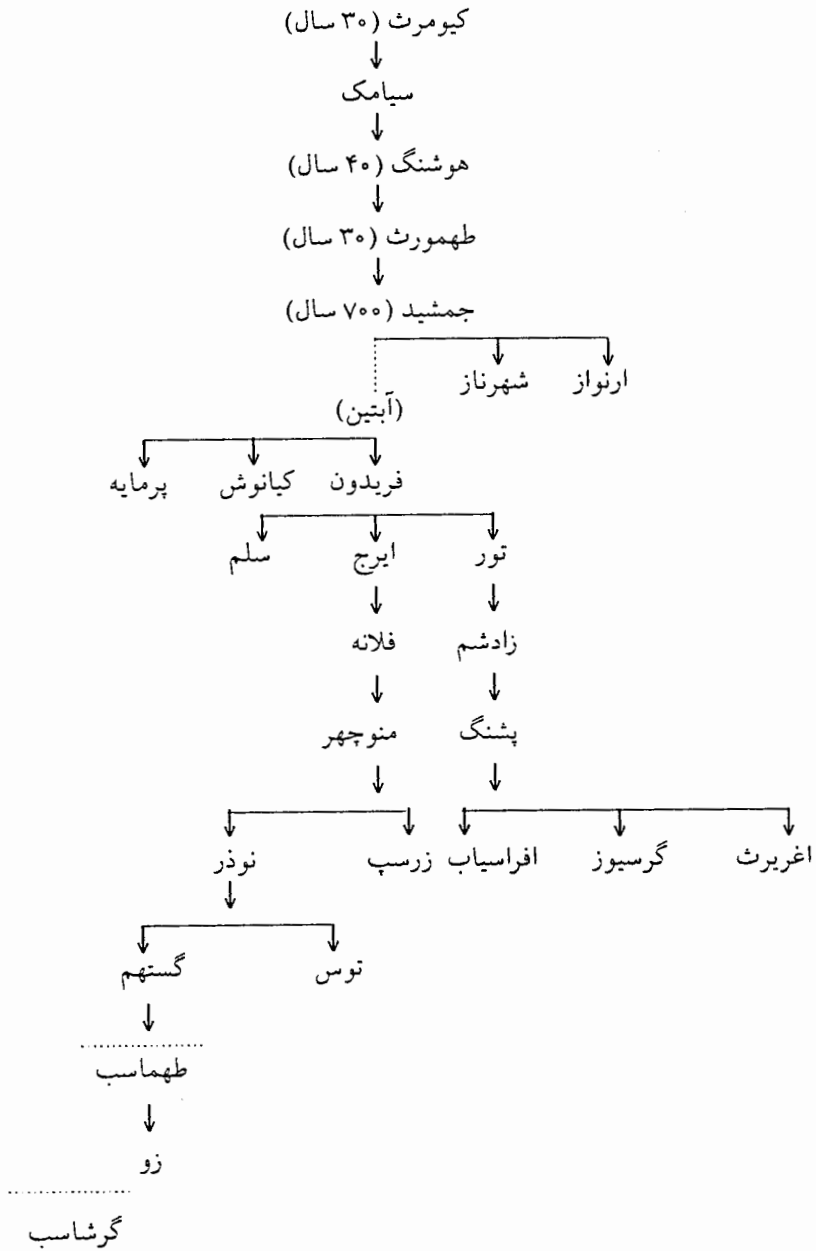 کیومرث (۳۰ سال)
سیامک
هوشنگ (۴۰ سال)
طهمورث (۳۰ سال)
جمشید (۷۰۰ سال)
ارنواز شهرناز
(آبتین)
فریدون کیانوش پرمایه
تور ایرج سلم
زادشم فلانه
پشنگ منوچهر
اغریرث گرسیوز افراسیاب زرسپ نوذر
توس گستهم
طهماسب
زو
گرشاسب